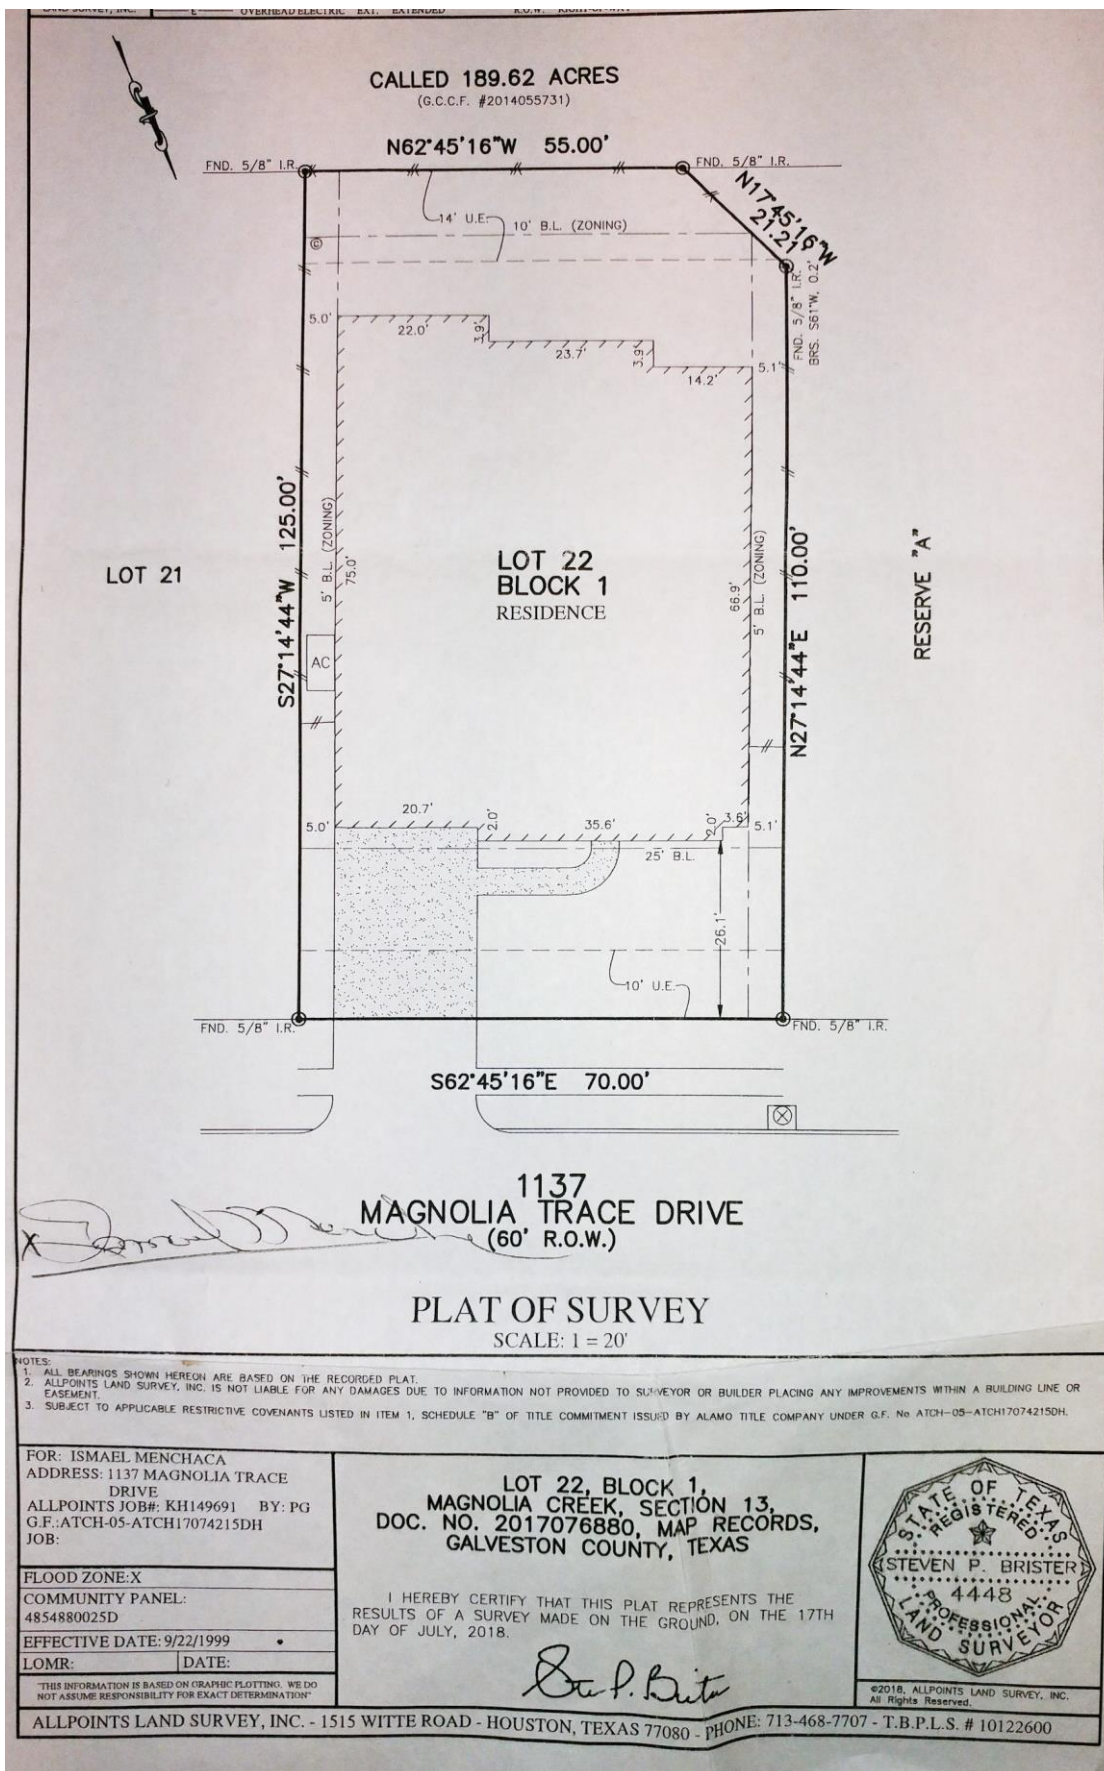 LAND SURVEY, INC. E OVERHEAD ELECTRIC EXT. EXTENDED R.O.W. RIGHT-OF-WAY
CALLED 189.62 ACRES
(G.C.C.F. #2014055731)
N62°45'16"W 55.00'
FND. 5/8" I.R.
FND. 5/8" I.R.
N17°45'16"W
21.21'
14' U.E.
10' B.L. (ZONING)
©
FND. 5/8" I.R.
BRS. S61°W, 0.2'
5.0'
22.0'
3.9'
23.7'
3.9'
14.2'
5.1'
S27°14'44"W 125.00'
5' B.L. (ZONING)
75.0'
LOT 21
LOT 22
BLOCK 1
RESIDENCE
66.9'
5' B.L. (ZONING)
N27°14'44"E 110.00'
RESERVE "A"
AC
5.0'
20.7'
2.0'
35.6'
2.0'
3.6'
5.1'
25' B.L.
26.1'
10' U.E.
FND. 5/8" I.R.
FND. 5/8" I.R.
S62°45'16"E 70.00'
1137
MAGNOLIA TRACE DRIVE
(60' R.O.W.)
X
PLAT OF SURVEY
SCALE: 1 = 20'
NOTES:
1. ALL BEARINGS SHOWN HEREON ARE BASED ON THE RECORDED PLAT.
2. ALLPOINTS LAND SURVEY, INC. IS NOT LIABLE FOR ANY DAMAGES DUE TO INFORMATION NOT PROVIDED TO SURVEYOR OR BUILDER PLACING ANY IMPROVEMENTS WITHIN A BUILDING LINE OR
EASEMENT.
3. SUBJECT TO APPLICABLE RESTRICTIVE COVENANTS LISTED IN ITEM 1, SCHEDULE "B" OF TITLE COMMITMENT ISSUED BY ALAMO TITLE COMPANY UNDER G.F. No ATCH-05-ATCH17074215DH.
FOR: ISMAEL MENCHACA
ADDRESS: 1137 MAGNOLIA TRACE
DRIVE
ALLPOINTS JOB#: KH149691 BY: PG
G.F.:ATCH-05-ATCH17074215DH
JOB:
FLOOD ZONE:X
COMMUNITY PANEL:
4854880025D
EFFECTIVE DATE: 9/22/1999
LOMR: DATE:
"THIS INFORMATION IS BASED ON GRAPHIC PLOTTING. WE DO
NOT ASSUME RESPONSIBILITY FOR EXACT DETERMINATION"
LOT 22, BLOCK 1,
MAGNOLIA CREEK, SECTION 13,
DOC. NO. 2017076880, MAP RECORDS,
GALVESTON COUNTY, TEXAS
I HEREBY CERTIFY THAT THIS PLAT REPRESENTS THE
RESULTS OF A SURVEY MADE ON THE GROUND, ON THE 17TH
DAY OF JULY, 2018.
STATE OF TEXAS
REGISTERED
STEVEN P. BRISTER
4448
PROFESSIONAL
LAND SURVEYOR
©2018, ALLPOINTS LAND SURVEY, INC.
All Rights Reserved.
ALLPOINTS LAND SURVEY, INC. - 1515 WITTE ROAD - HOUSTON, TEXAS 77080 - PHONE: 713-468-7707 - T.B.P.L.S. # 10122600